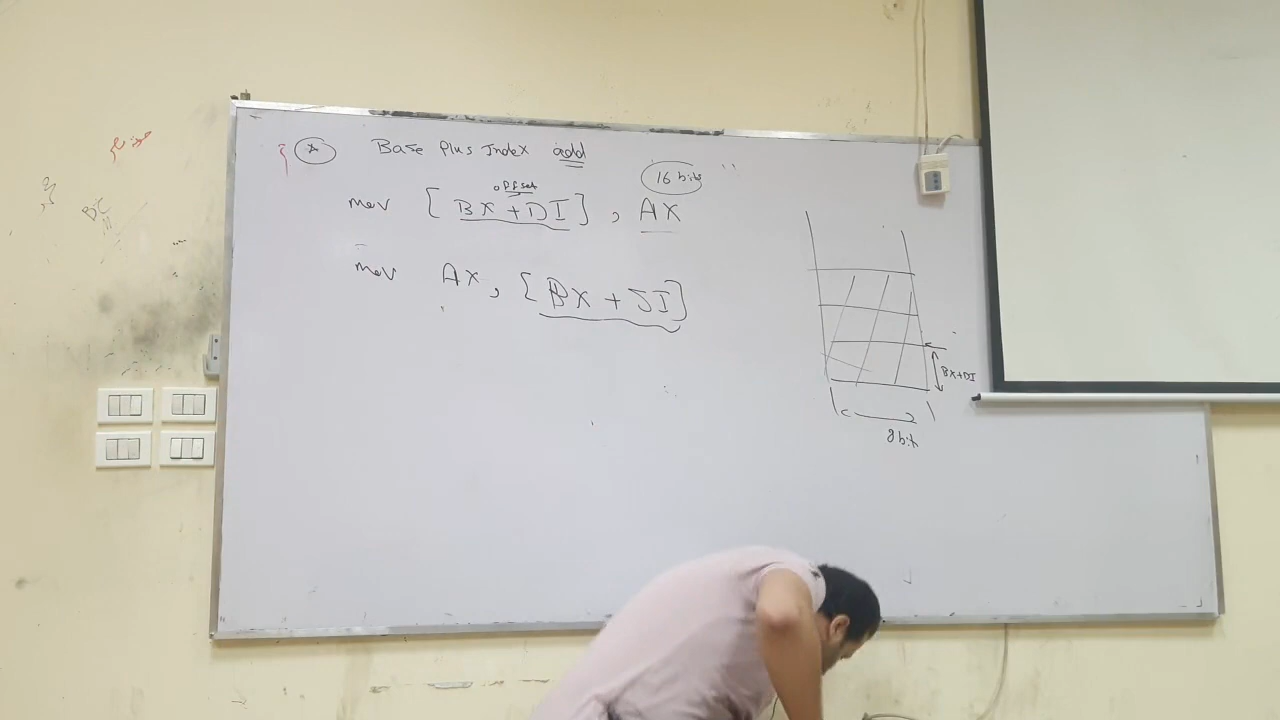 * Base Plus Index add
offset
16 bits
mov [BX + DI], AX
mov AX, [BX + SI]
BX+DI
8 bit